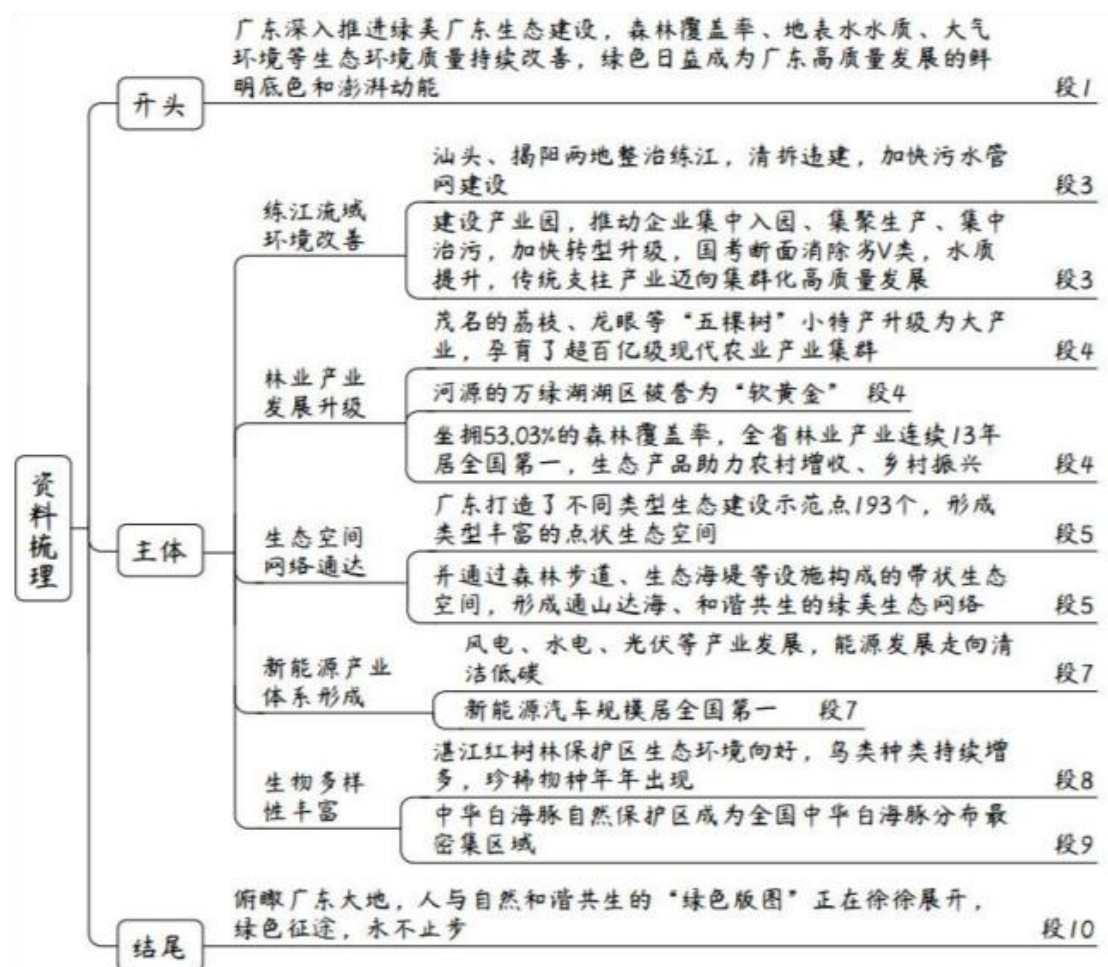 广东深入推进绿美广东生态建设，森林覆盖率、地表水水质、大气
环境等生态环境质量持续改善，绿色日益成为广东高质量发展的鲜
明底色和澎湃动能
段1
开头
汕头、揭阳两地整治练江，清拆违建，加快污水管
网建设
段3
练江流域
环境改善
建设产业园，推动企业集中入园、集聚生产、集中
治污，加快转型升级，国考断面消除劣V类，水质
提升，传统支柱产业迈向集群化高质量发展
段3
茂名的荔枝、龙眼等“五棵树”小特产升级为大产
业，孕育了超百亿级现代农业产业集群
段4
林业产业
发展升级
河源的万绿湖湖区被誉为“软黄金” 段4
坐拥53.03%的森林覆盖率，全省林业产业连续13年
居全国第一，生态产品助力农村增收、乡村振兴
段4
资料梳理
主体
生态空间
网络通达
广东打造了不同类型生态建设示范点193个，形成
类型丰富的点状生态空间
段5
并通过森林步道、生态海堤等设施构成的带状生态
空间，形成通山达海、和谐共生的绿美生态网络
段5
新能源产业
体系形成
风电、水电、光伏等产业发展，能源发展走向清
洁低碳
段7
新能源汽车规模居全国第一 段7
生物多样
性丰富
湛江红树林保护区生态环境向好，鸟类种类持续增
多，珍稀物种年年出现
段8
中华白海豚自然保护区成为全国中华白海豚分布最
密集区域
段9
俯瞰广东大地，人与自然和谐共生的“绿色版图”正在徐徐展开，
绿色征途，永不止步
段10
结尾